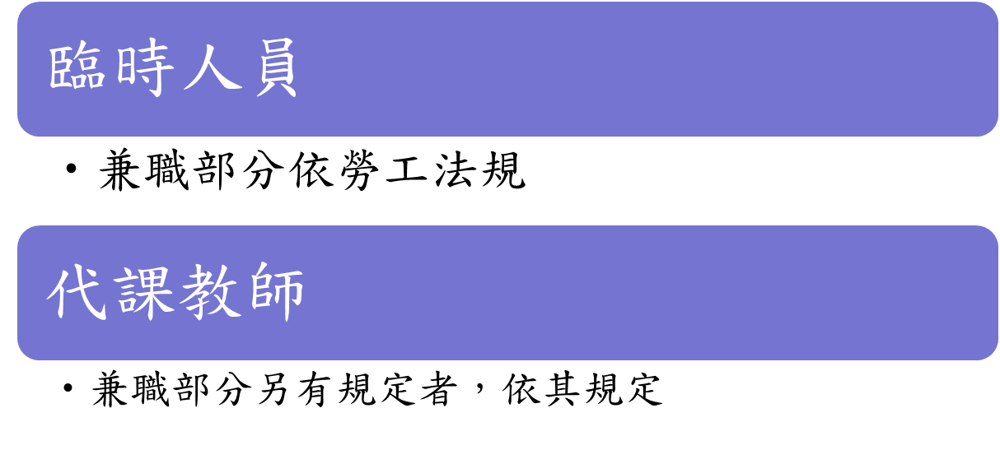 臨時人員
• 兼職部分依勞工法規
代課教師
• 兼職部分另有規定者，依其規定